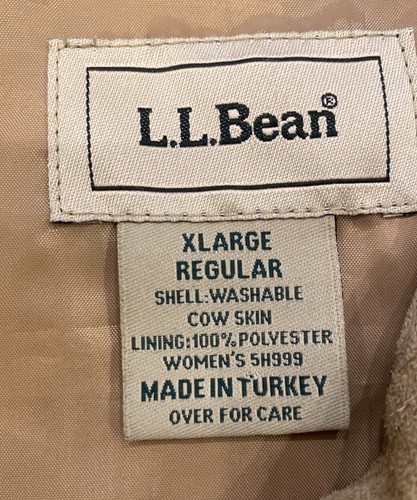 L.L.Bean®
XLARGE
REGULAR
SHELL:WASHABLE
COW SKIN
LINING:100% POLYESTER
WOMEN'S 5H999
MADE IN TURKEY
OVER FOR CARE